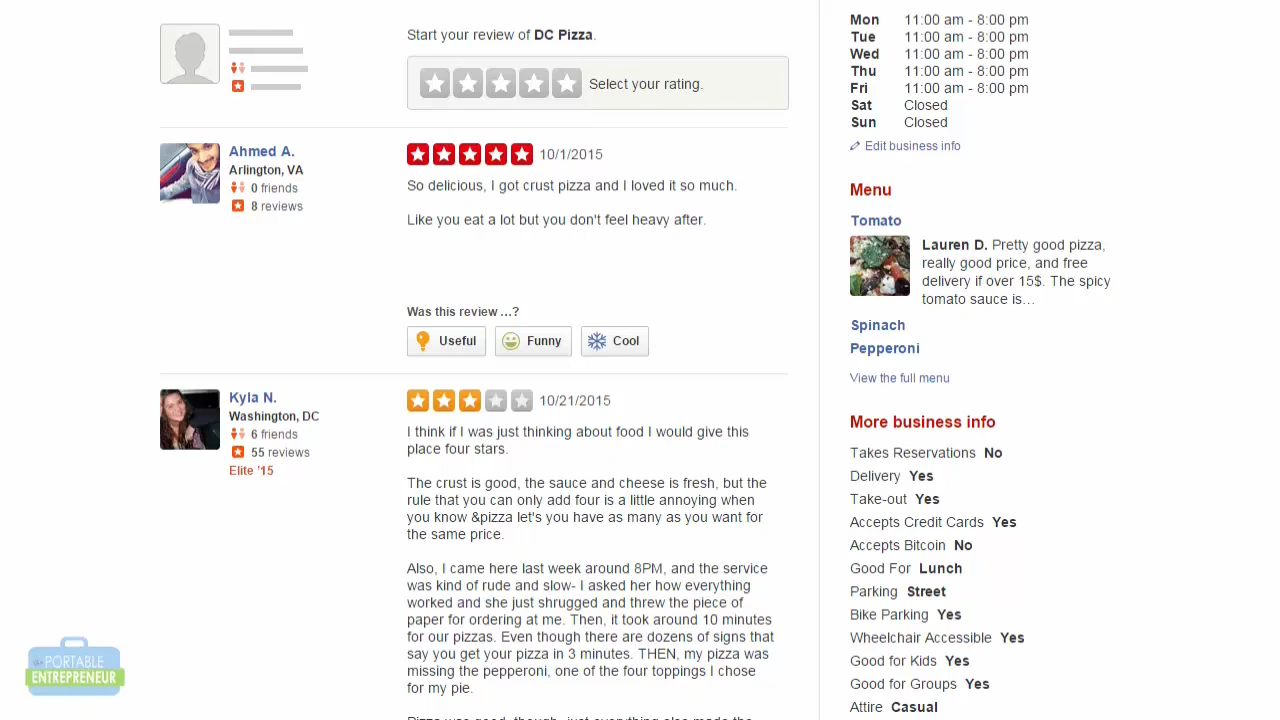 Start your review of DC Pizza.
Select your rating.
Ahmed A.
Arlington, VA
0 friends
8 reviews
10/1/2015
So delicious, I got crust pizza and I loved it so much.
Like you eat a lot but you don't feel heavy after.
Was this review ...?
Useful
Funny
Cool
Kyla N.
Washington, DC
6 friends
55 reviews
Elite '15
10/21/2015
I think if I was just thinking about food I would give this
place four stars.
The crust is good, the sauce and cheese is fresh, but the
rule that you can only add four is a little annoying when
you know &pizza let's you have as many as you want for
the same price.
Also, I came here last week around 8PM, and the service
was kind of rude and slow- I asked her how everything
worked and she just shrugged and threw the piece of
paper for ordering at me. Then, it took around 10 minutes
for our pizzas. Even though there are dozens of signs that
say you get your pizza in 3 minutes. THEN, my pizza was
missing the pepperoni, one of the four toppings I chose
for my pie.
Pizza was good, though, just everything else made the
Mon 11:00 am - 8:00 pm
Tue 11:00 am - 8:00 pm
Wed 11:00 am - 8:00 pm
Thu 11:00 am - 8:00 pm
Fri 11:00 am - 8:00 pm
Sat Closed
Sun Closed
Edit business info
Menu
Tomato
Lauren D. Pretty good pizza,
really good price, and free
delivery if over 15$. The spicy
tomato sauce is…
Spinach
Pepperoni
View the full menu
More business info
Takes Reservations No
Delivery Yes
Take-out Yes
Accepts Credit Cards Yes
Accepts Bitcoin No
Good For Lunch
Parking Street
Bike Parking Yes
Wheelchair Accessible Yes
Good for Kids Yes
Good for Groups Yes
Attire Casual
PORTABLE
ENTREPRENEUR